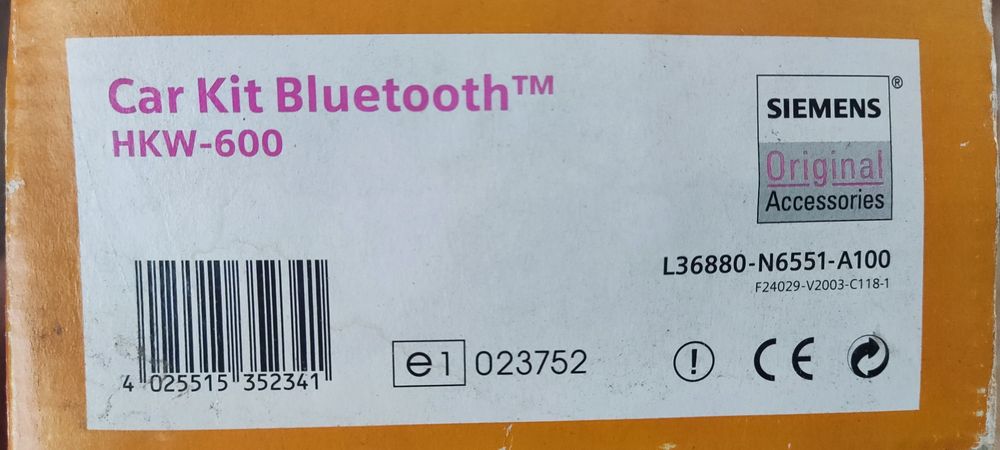 Car Kit Bluetooth™
HKW-600
SIEMENS®
Original
Accessories
L36880-N6551-A100
F24029-V2003-C118-1
4 025515 352341
e1 023752
! CE